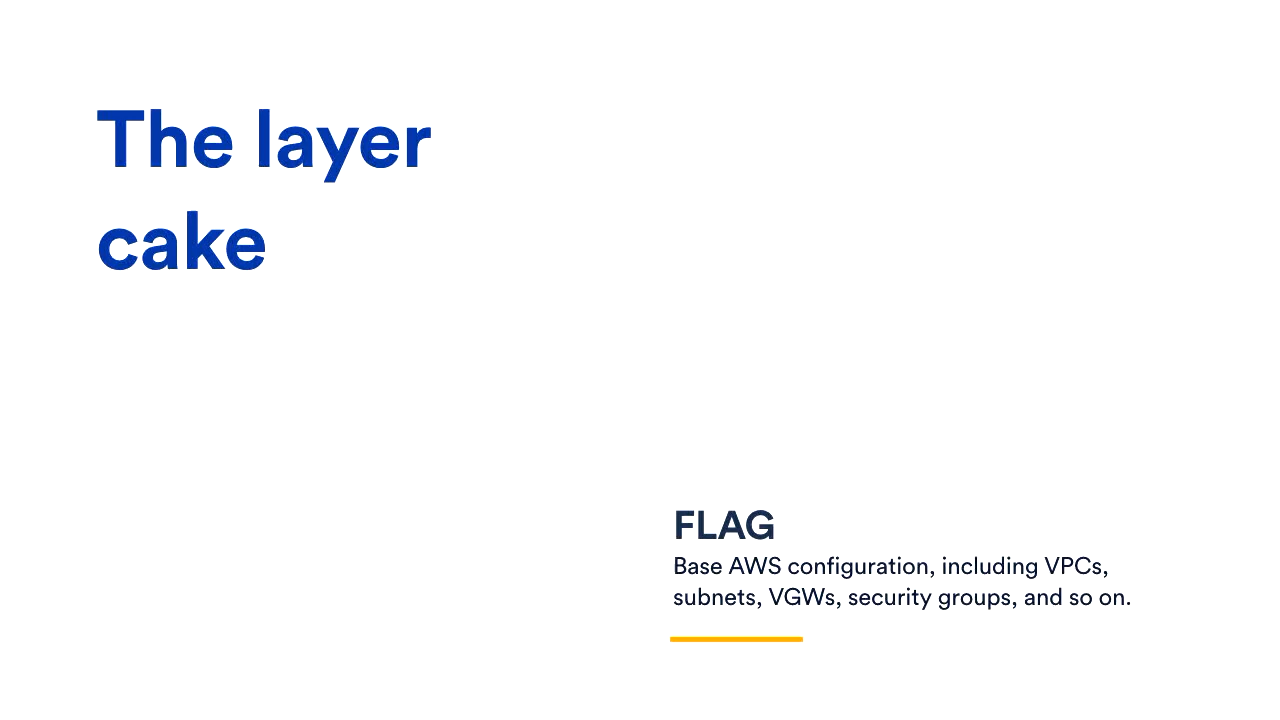 The layer
cake
FLAG
Base AWS configuration, including VPCs,
subnets, VGWs, security groups, and so on.